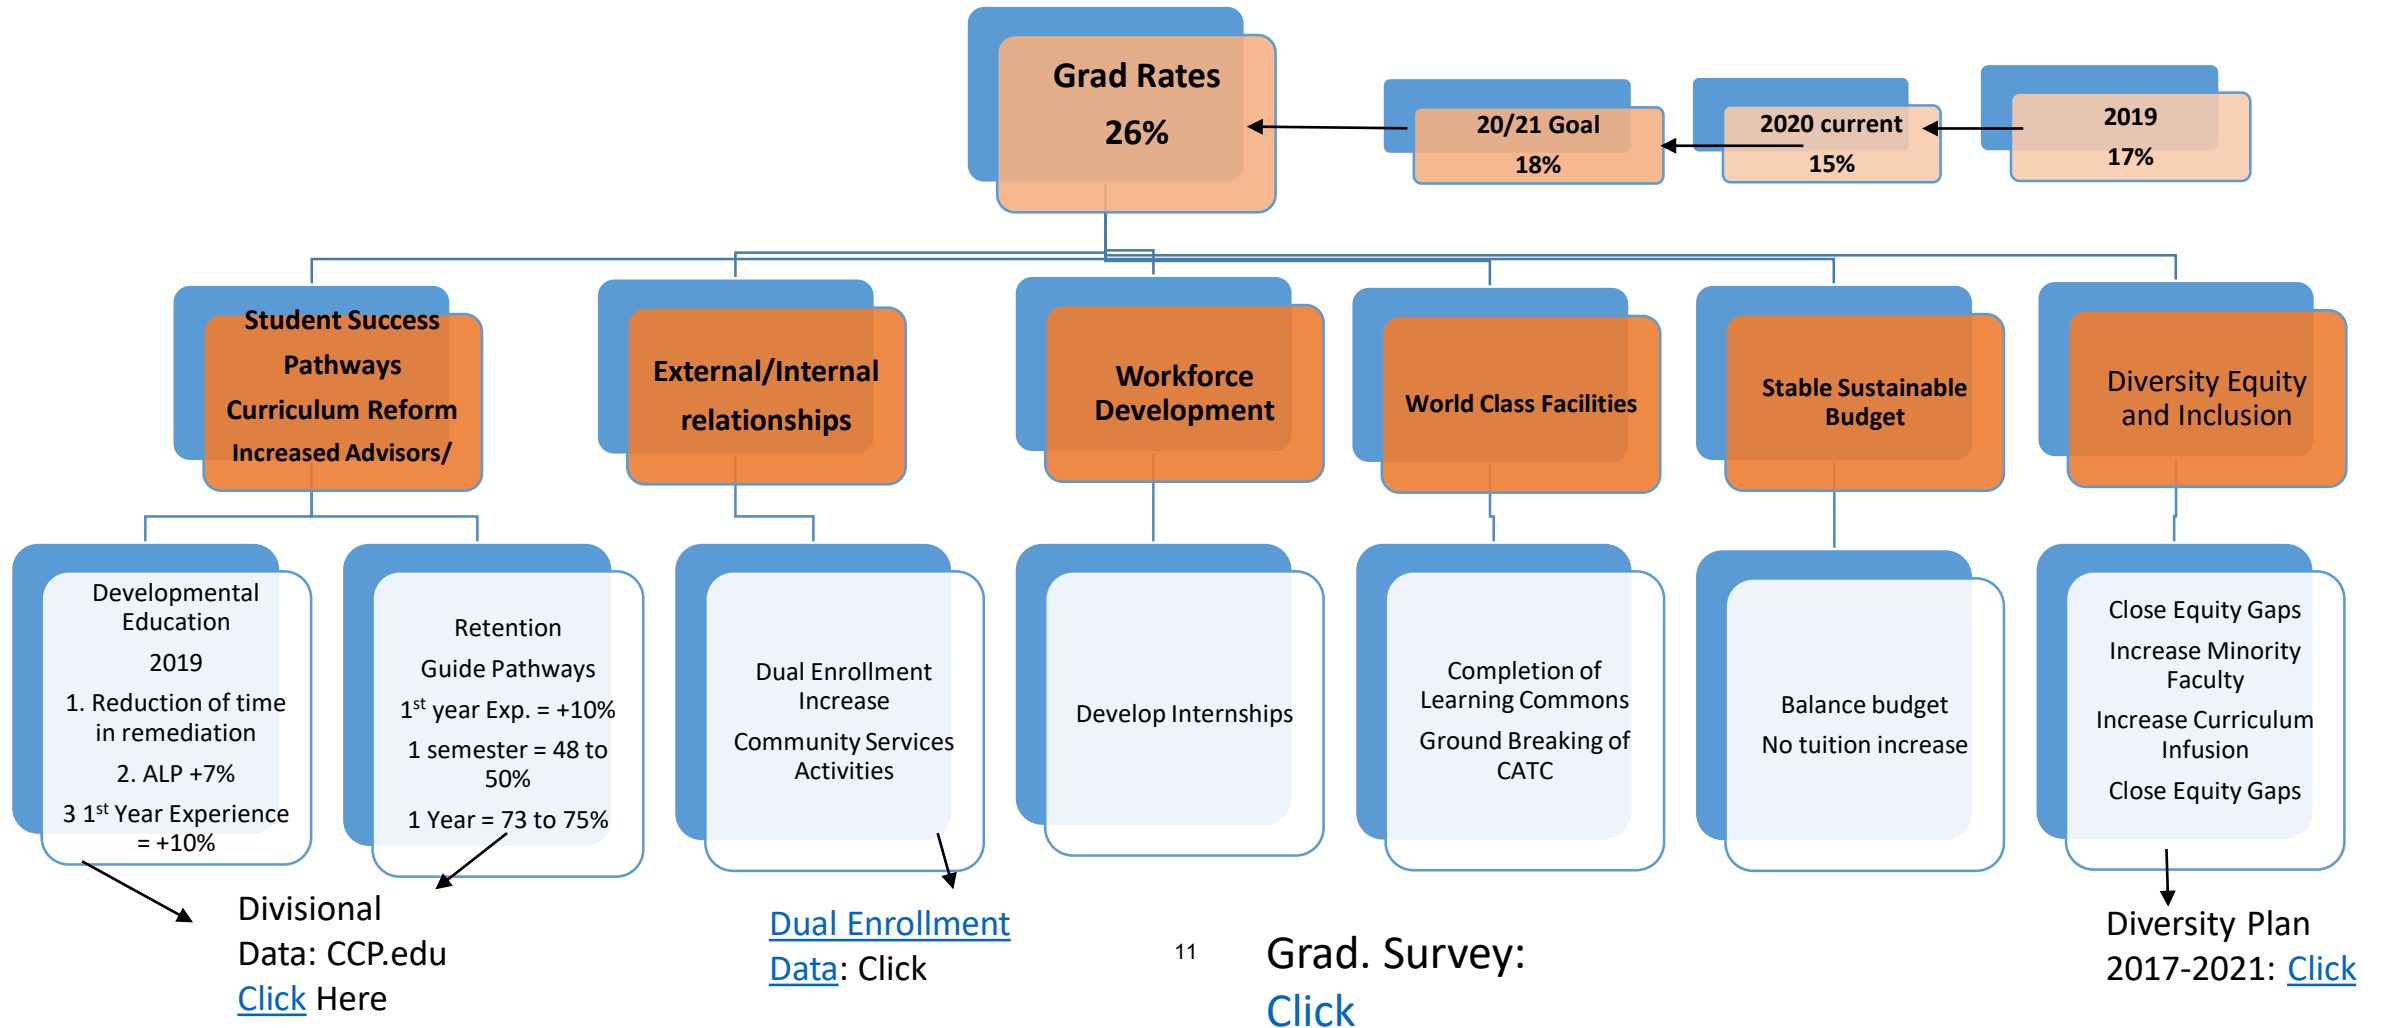 Grad Rates
26%
20/21 Goal
18%
2020 current
15%
2019
17%
Student Success
Pathways
Curriculum Reform
Increased Advisors/
External/Internal
relationships
Workforce
Development
World Class Facilities
Stable Sustainable
Budget
Diversity Equity
and Inclusion
Developmental
Education
2019
1. Reduction of time
in remediation
2. ALP +7%
3 1st Year Experience
= +10%
Retention
Guide Pathways
1st year Exp. = +10%
1 semester = 48 to
50%
1 Year = 73 to 75%
Dual Enrollment
Increase
Community Services
Activities
Develop Internships
Completion of
Learning Commons
Ground Breaking of
CATC
Balance budget
No tuition increase
Close Equity Gaps
Increase Minority
Faculty
Increase Curriculum
Infusion
Close Equity Gaps
Divisional
Data: CCP.edu
Click Here
Dual Enrollment
Data: Click
11
Grad. Survey:
Click
Diversity Plan
2017-2021: Click